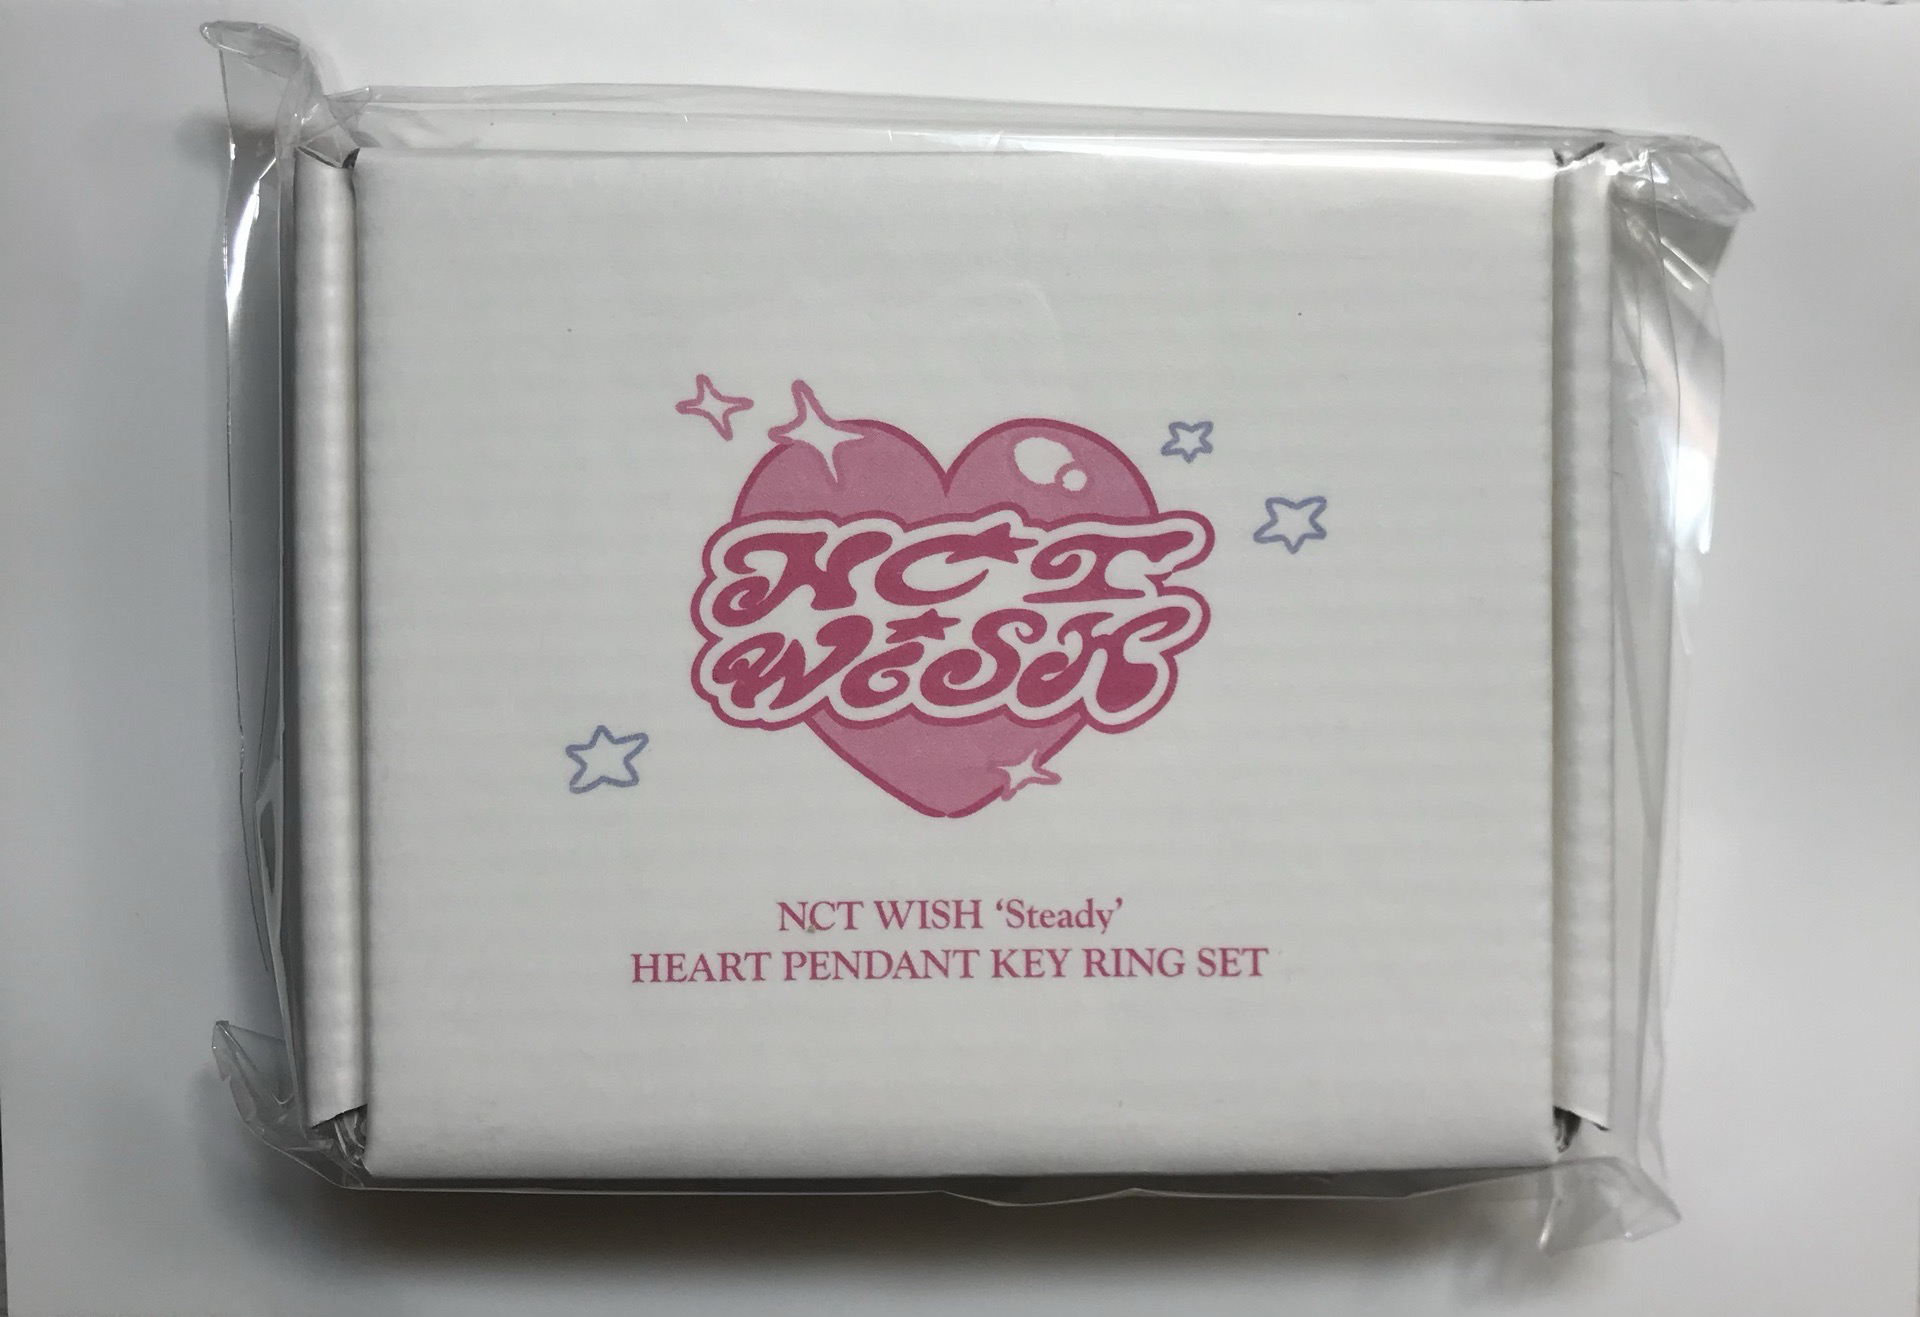 NCT
WiSH
NCT WISH ‘Steady’
HEART PENDANT KEY RING SET